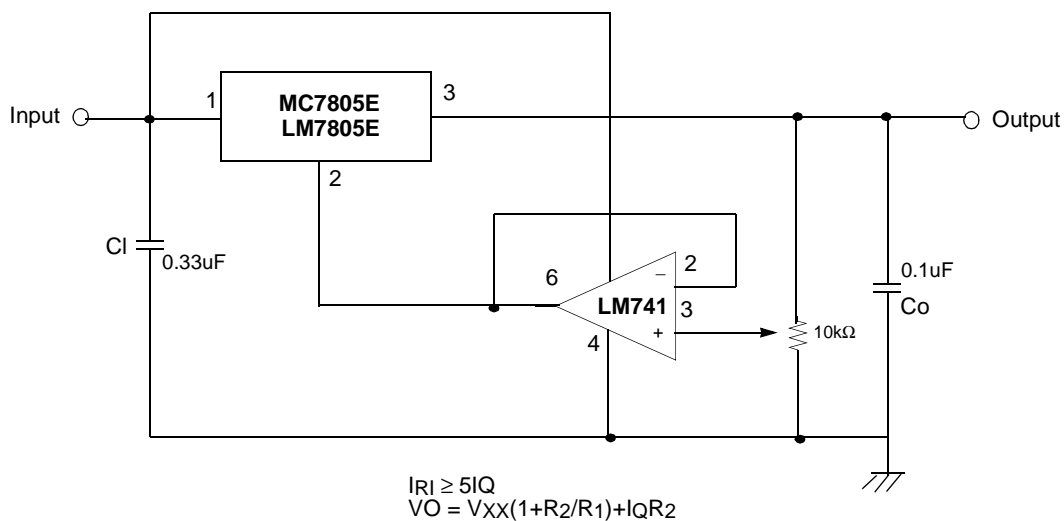 MC7805E
LM7805E
1
3
2
Input
Output
CI
0.33uF
6
2
–
LM741
3
+
4
0.1uF
Co
10kΩ
IRI ≥ 5IQ
VO = VXX(1+R2/R1)+IQR2